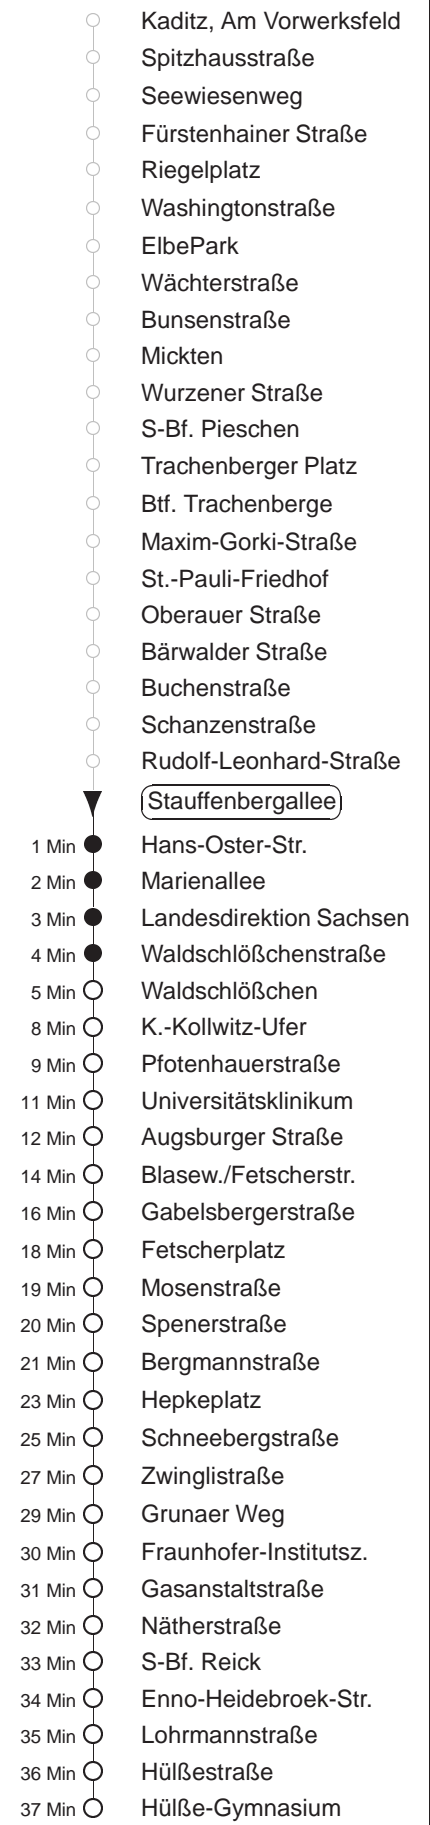 Kaditz, Am Vorwerksfeld
Spitzhausstraße
Seewiesenweg
Fürstenhainer Straße
Riegelplatz
Washingtonstraße
ElbePark
Wächterstraße
Bunsenstraße
Mickten
Wurzener Straße
S-Bf. Pieschen
Trachenberger Platz
Btf. Trachenberge
Maxim-Gorki-Straße
St.-Pauli-Friedhof
Oberauer Straße
Bärwalder Straße
Buchenstraße
Schanzenstraße
Rudolf-Leonhard-Straße
Stauffenbergallee
1 Min Hans-Oster-Str.
2 Min Marienallee
3 Min Landesdirektion Sachsen
4 Min Waldschlößchenstraße
5 Min Waldschlößchen
8 Min K.-Kollwitz-Ufer
9 Min Pfotenhauerstraße
11 Min Universitätsklinikum
12 Min Augsburger Straße
14 Min Blasew./Fetscherstr.
16 Min Gabelsbergerstraße
18 Min Fetscherplatz
19 Min Mosenstraße
20 Min Spenerstraße
21 Min Bergmannstraße
23 Min Hepkeplatz
25 Min Schneebergstraße
27 Min Zwinglistraße
29 Min Grunaer Weg
30 Min Fraunhofer-Institutsz.
31 Min Gasanstaltstraße
32 Min Nätherstraße
33 Min S-Bf. Reick
34 Min Enno-Heidebroek-Str.
35 Min Lohrmannstraße
36 Min Hülßestraße
37 Min Hülße-Gymnasium